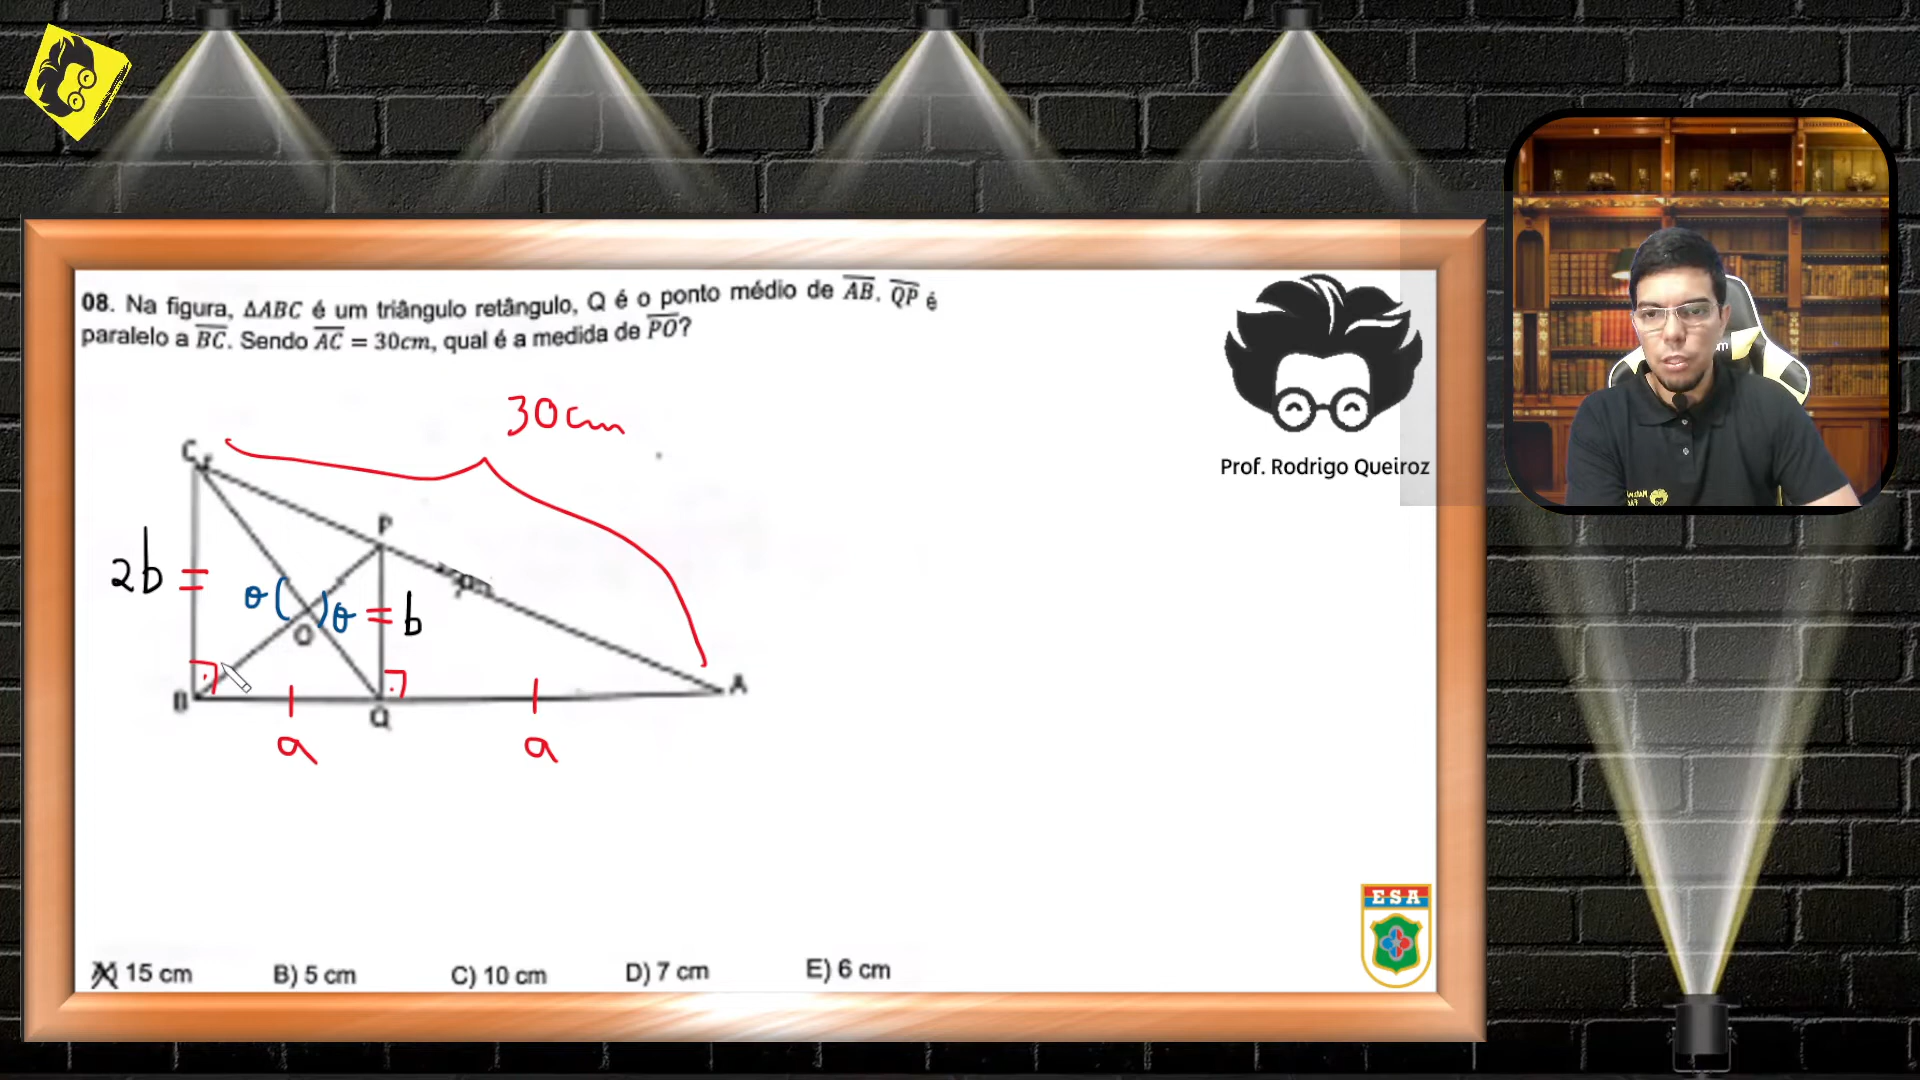 08. Na figura, ΔABC é um triângulo retângulo, Q é o ponto médio de AB. QP é
paralelo a BC. Sendo AC = 30cm, qual é a medida de PO?
Prof. Rodrigo Queiroz
30cm
C
P
2b
θ
θ
b
O
B
Q
A
a
a
ESA
A) 15 cm
B) 5 cm
C) 10 cm
D) 7 cm
E) 6 cm